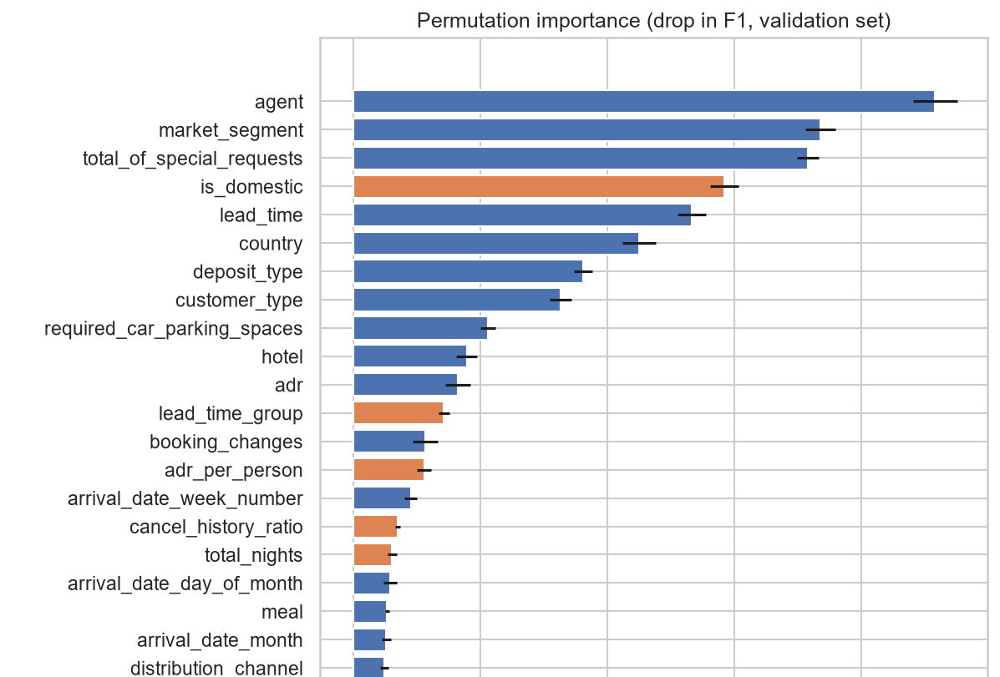 Permutation importance (drop in F1, validation set)
agent
market_segment
total_of_special_requests
is_domestic
lead_time
country
deposit_type
customer_type
required_car_parking_spaces
hotel
adr
lead_time_group
booking_changes
adr_per_person
arrival_date_week_number
cancel_history_ratio
total_nights
arrival_date_day_of_month
meal
arrival_date_month
distribution_channel